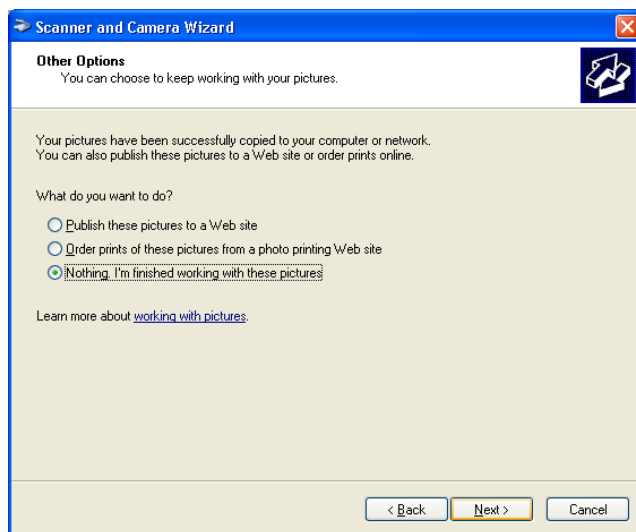 Scanner and Camera Wizard
Other Options
You can choose to keep working with your pictures.
Your pictures have been successfully copied to your computer or network.
You can also publish these pictures to a Web site or order prints online.
What do you want to do?
Publish these pictures to a Web site
Order prints of these pictures from a photo printing Web site
Nothing. I'm finished working with these pictures
Learn more about working with pictures.
< Back Next > Cancel